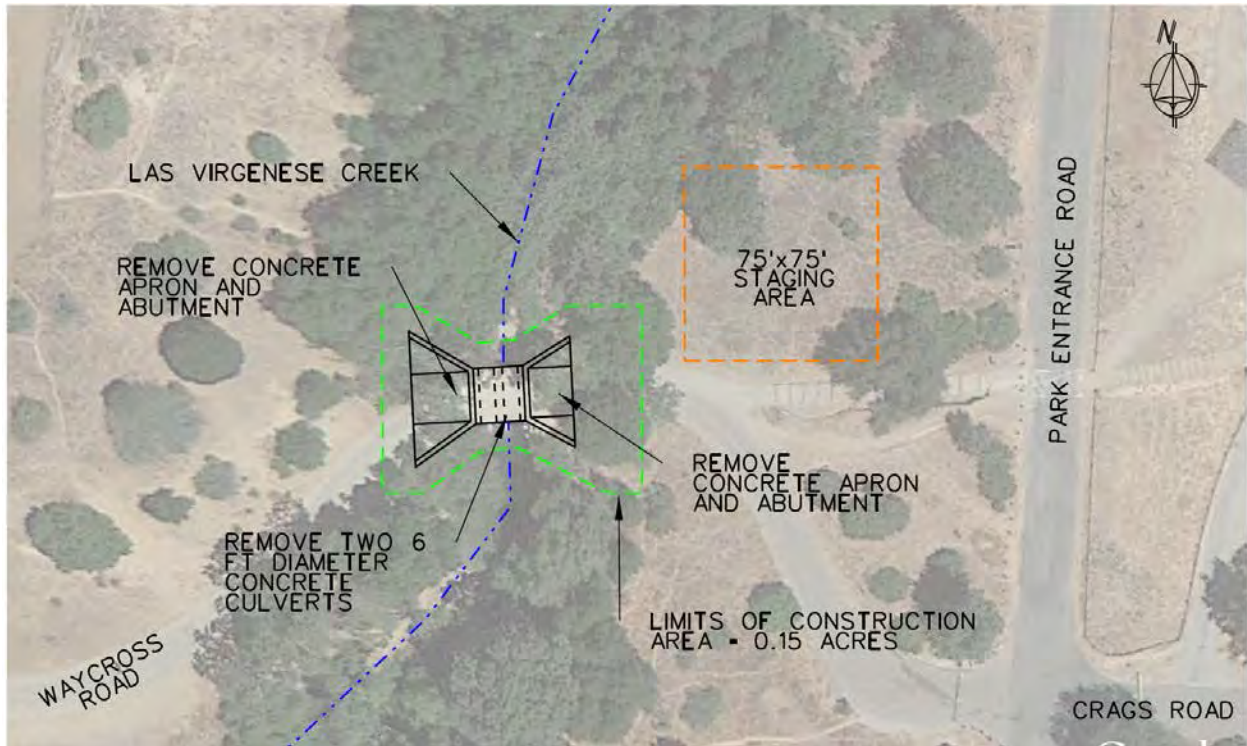 N
LAS VIRGENESE CREEK
REMOVE CONCRETE
APRON AND
ABUTMENT
75'x75'
STAGING
AREA
PARK ENTRANCE ROAD
REMOVE
CONCRETE APRON
AND ABUTMENT
REMOVE TWO 6
FT DIAMETER
CONCRETE
CULVERTS
LIMITS OF CONSTRUCTION
AREA = 0.15 ACRES
WAYCROSS
ROAD
CRAGS ROAD